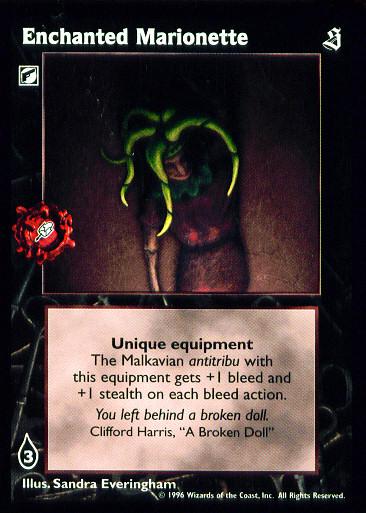 Enchanted Marionette
Unique equipment
The Malkavian antitribu with
this equipment gets +1 bleed and
+1 stealth on each bleed action.
You left behind a broken doll.
Clifford Harris, “A Broken Doll”
3
Illus. Sandra Everingham
© 1996 Wizards of the Coast, Inc. All Rights Reserved.